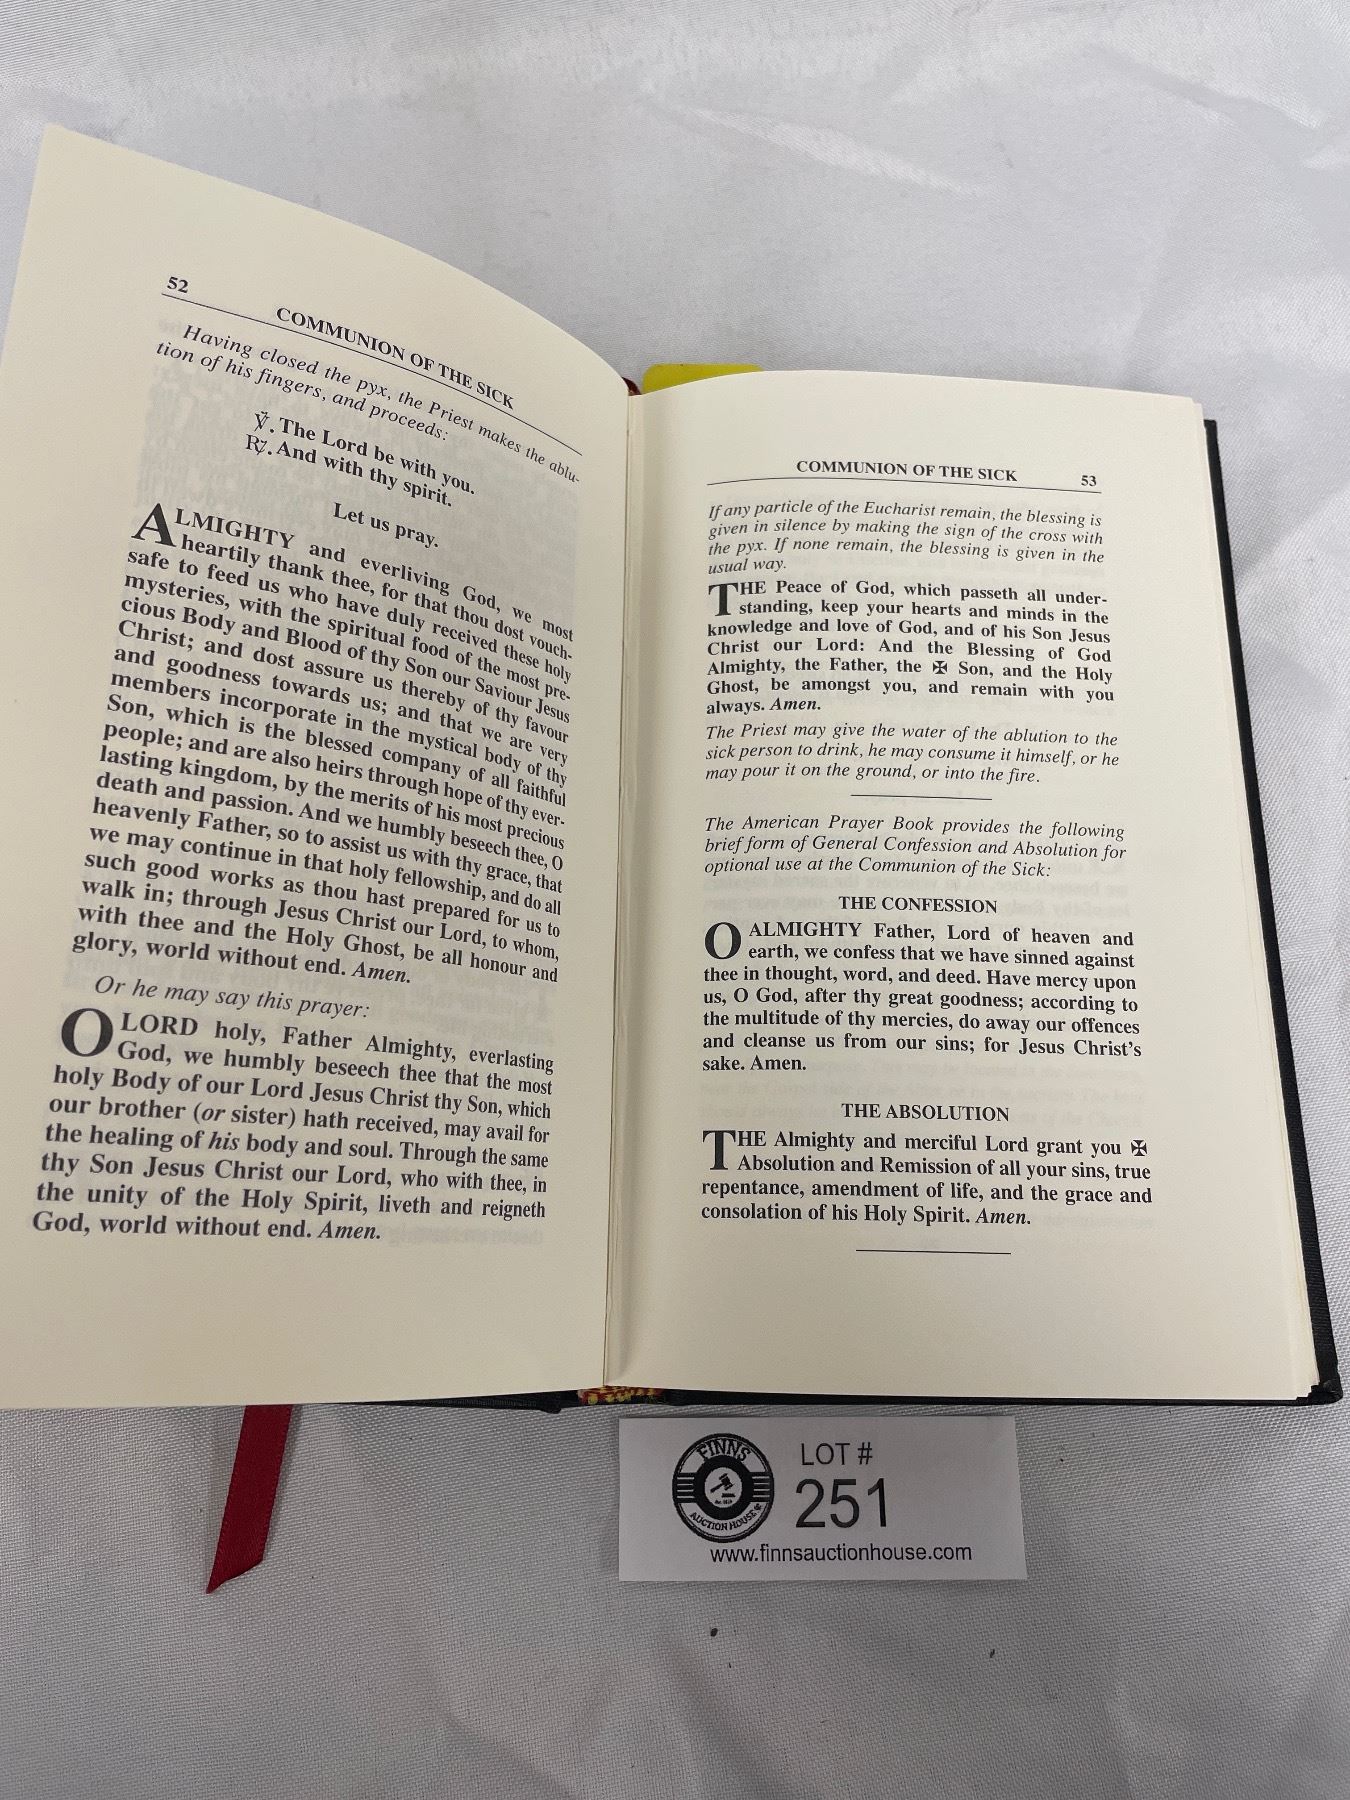 52
COMMUNION OF THE SICK
Having closed the pyx, the Priest makes the ablu-
tion of his fingers, and proceeds:
℣. The Lord be with you.
℟. And with thy spirit.
Let us pray.
ALMIGHTY and everliving God, we most
heartily thank thee, for that thou dost vouch-
safe to feed us who have duly received these holy
mysteries, with the spiritual food of the most pre-
cious Body and Blood of thy Son our Saviour Jesus
Christ; and dost assure us thereby of thy favour
and goodness towards us; and that we are very
members incorporate in the mystical body of thy
Son, which is the blessed company of all faithful
people; and are also heirs through hope of thy ever-
lasting kingdom, by the merits of his most precious
death and passion. And we humbly beseech thee, O
heavenly Father, so to assist us with thy grace, that
we may continue in that holy fellowship, and do all
such good works as thou hast prepared for us to
walk in; through Jesus Christ our Lord, to whom,
with thee and the Holy Ghost, be all honour and
glory, world without end. Amen.
Or he may say this prayer:
O LORD holy, Father Almighty, everlasting
God, we humbly beseech thee that the most
holy Body of our Lord Jesus Christ thy Son, which
our brother (or sister) hath received, may avail for
the healing of his body and soul. Through the same
thy Son Jesus Christ our Lord, who with thee, in
the unity of the Holy Spirit, liveth and reigneth
God, world without end. Amen.
COMMUNION OF THE SICK 53
If any particle of the Eucharist remain, the blessing is
given in silence by making the sign of the cross with
the pyx. If none remain, the blessing is given in the
usual way.
THE Peace of God, which passeth all under-
standing, keep your hearts and minds in the
knowledge and love of God, and of his Son Jesus
Christ our Lord: And the Blessing of God
Almighty, the Father, the ✠ Son, and the Holy
Ghost, be amongst you, and remain with you
always. Amen.
The Priest may give the water of the ablution to the
sick person to drink, he may consume it himself, or he
may pour it on the ground, or into the fire.
The American Prayer Book provides the following
brief form of General Confession and Absolution for
optional use at the Communion of the Sick:
THE CONFESSION
O ALMIGHTY Father, Lord of heaven and
earth, we confess that we have sinned against
thee in thought, word, and deed. Have mercy upon
us, O God, after thy great goodness; according to
the multitude of thy mercies, do away our offences
and cleanse us from our sins; for Jesus Christ's
sake. Amen.
THE ABSOLUTION
THE Almighty and merciful Lord grant you ✠
Absolution and Remission of all your sins, true
repentance, amendment of life, and the grace and
consolation of his Holy Spirit. Amen.
FINNS
AUCTION HOUSE
LOT #
251
www.finnsauctionhouse.com